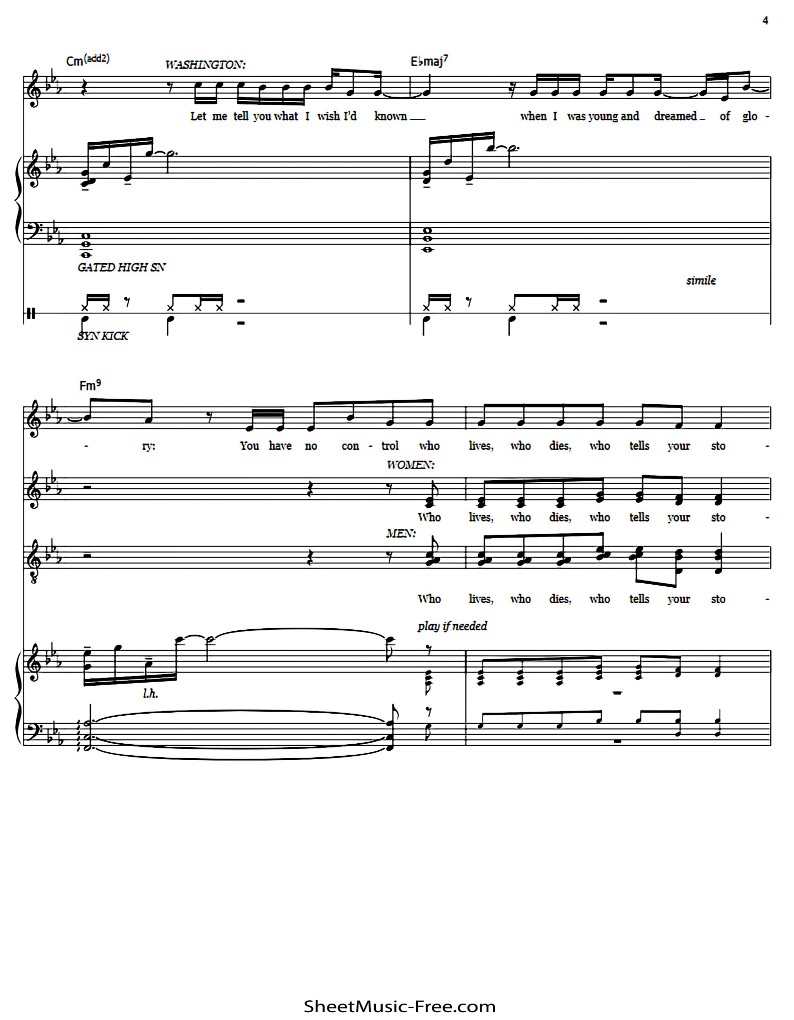 4
Cm(add2) WASHINGTON: E♭maj7
Let me tell you what I wish I'd known when I was young and dreamed of glo -
GATED HIGH SN
simile
SYN KICK
Fm9
- ry: You have no con - trol who lives, who dies, who tells your sto -
WOMEN:
Who lives, who dies, who tells your sto -
MEN:
8
Who lives, who dies, who tells your sto -
play if needed
l.h.
SheetMusic-Free.com